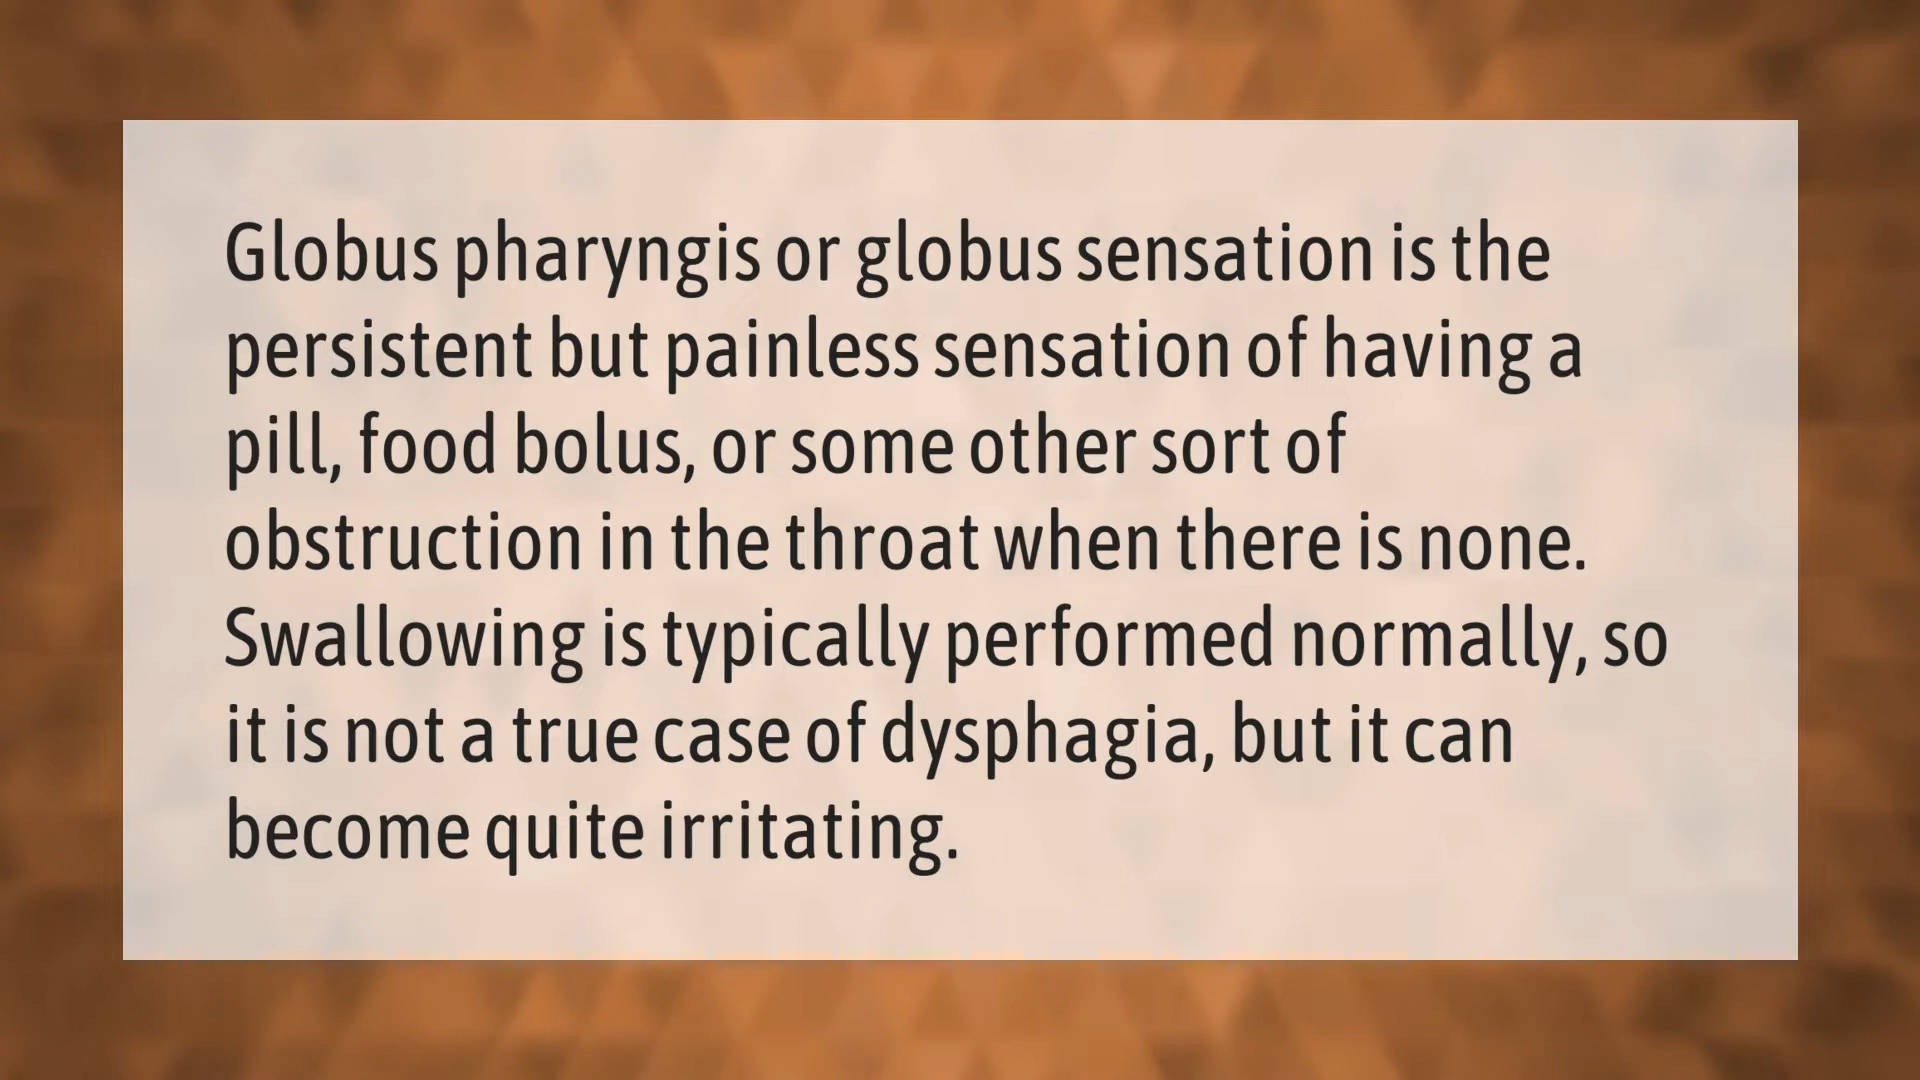 Globus pharyngis or globus sensation is the
persistent but painless sensation of having a
pill, food bolus, or some other sort of
obstruction in the throat when there is none.
Swallowing is typically performed normally, so
it is not a true case of dysphagia, but it can
become quite irritating.